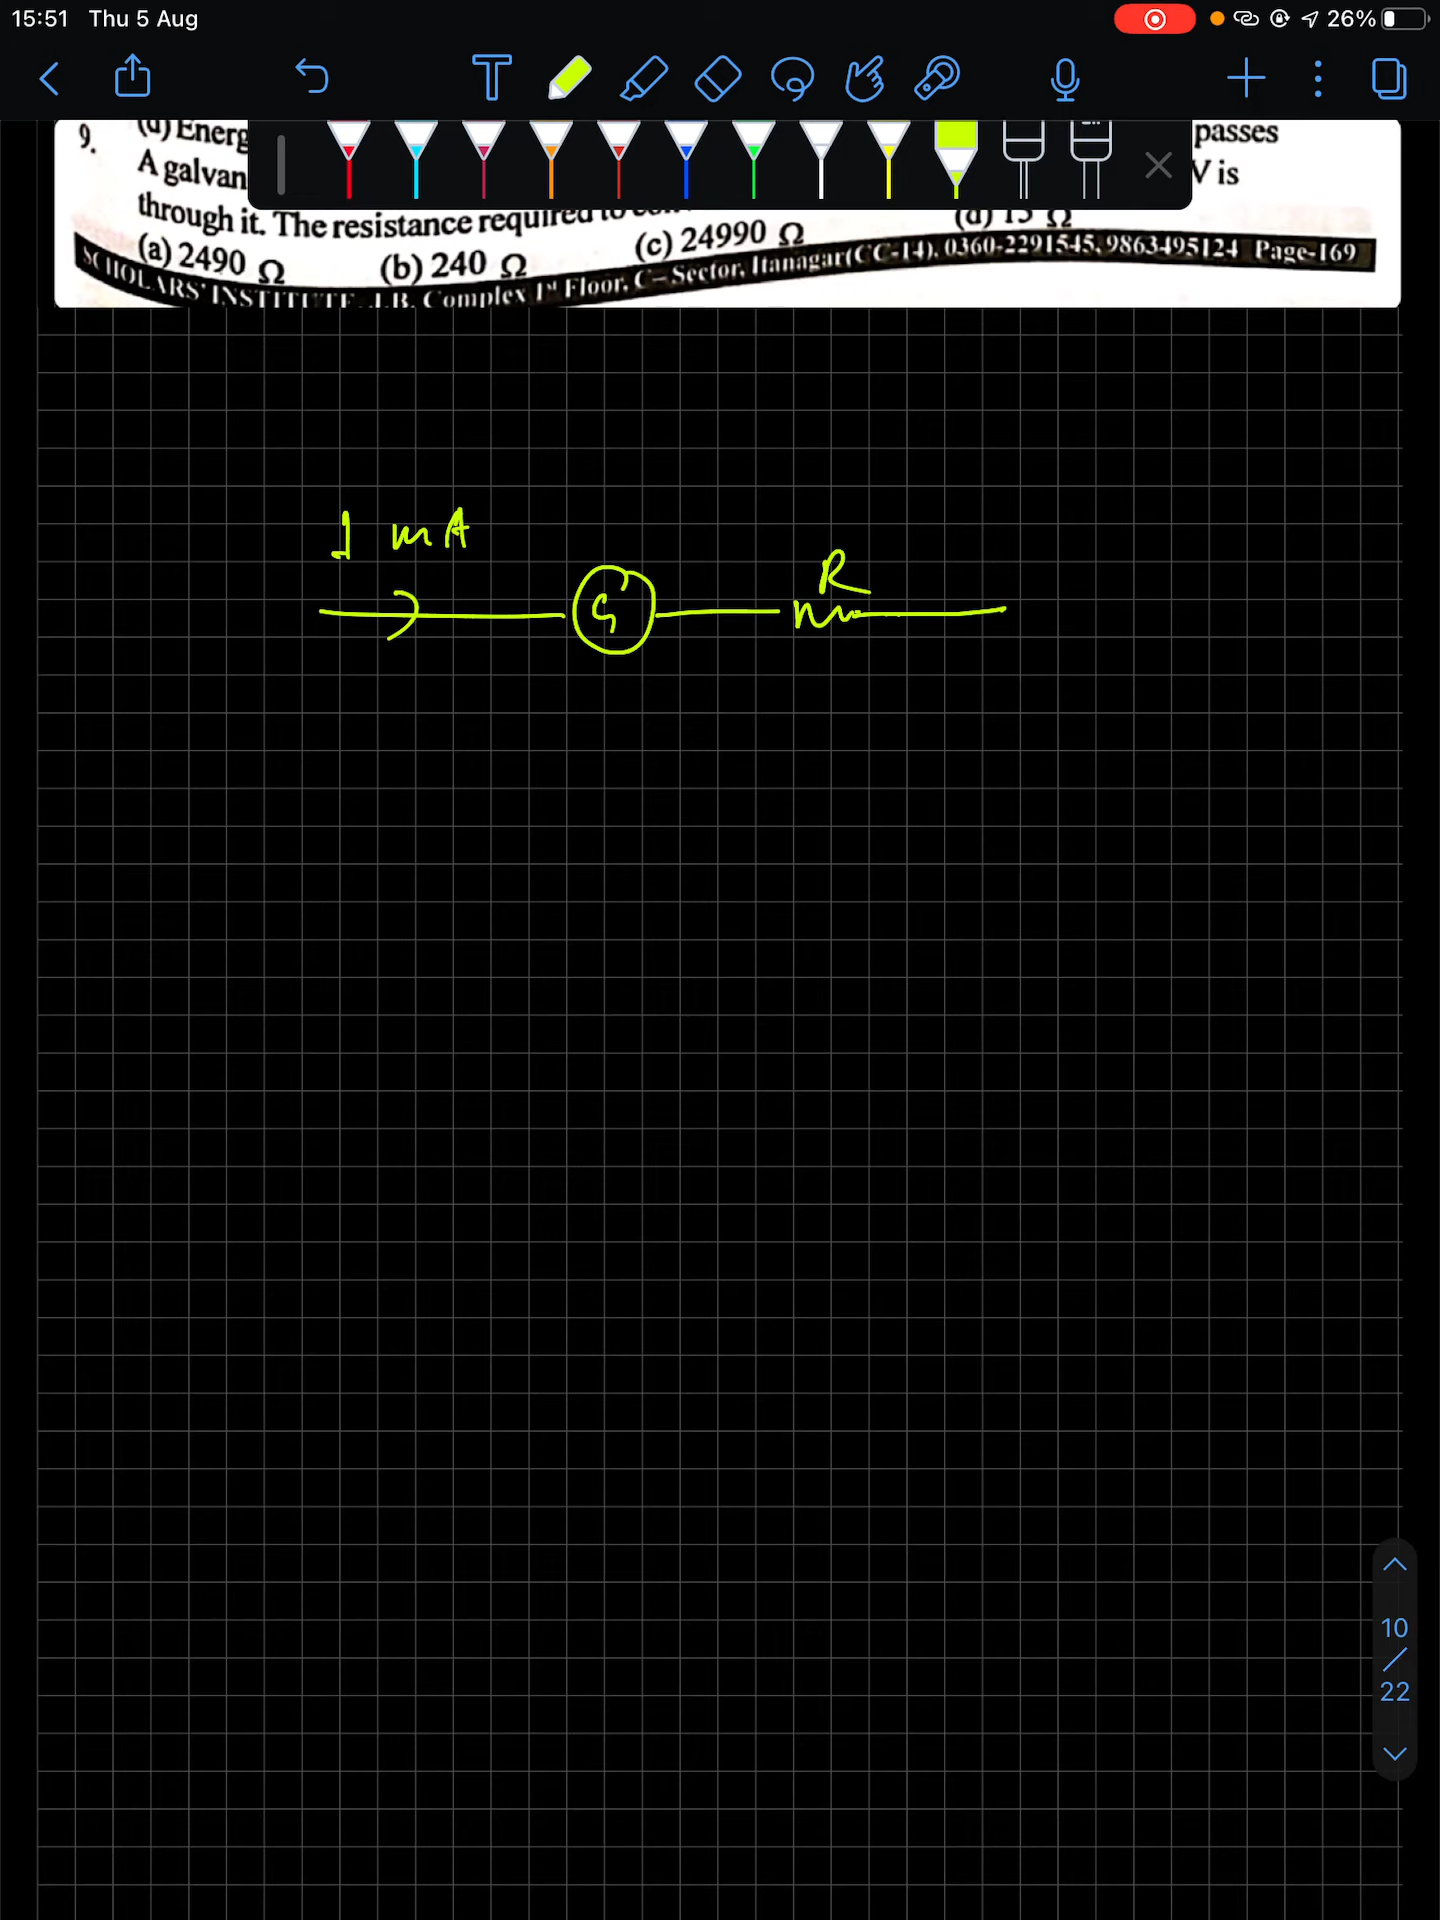 15:51 Thu 5 Aug 26%
(d) Energ
9. A galvan passes
through it. The resistance required to V is
(a) 2490 Ω (b) 240 Ω (c) 24990 Ω (d) 15 Ω
SCHOLARS' INSTITUTE, J.B. Complex 1st Floor, C-Sector, Itanagar(CC-14). 0360-2291545, 9863495124 Page-169
1 mA
G
R
10
/
22